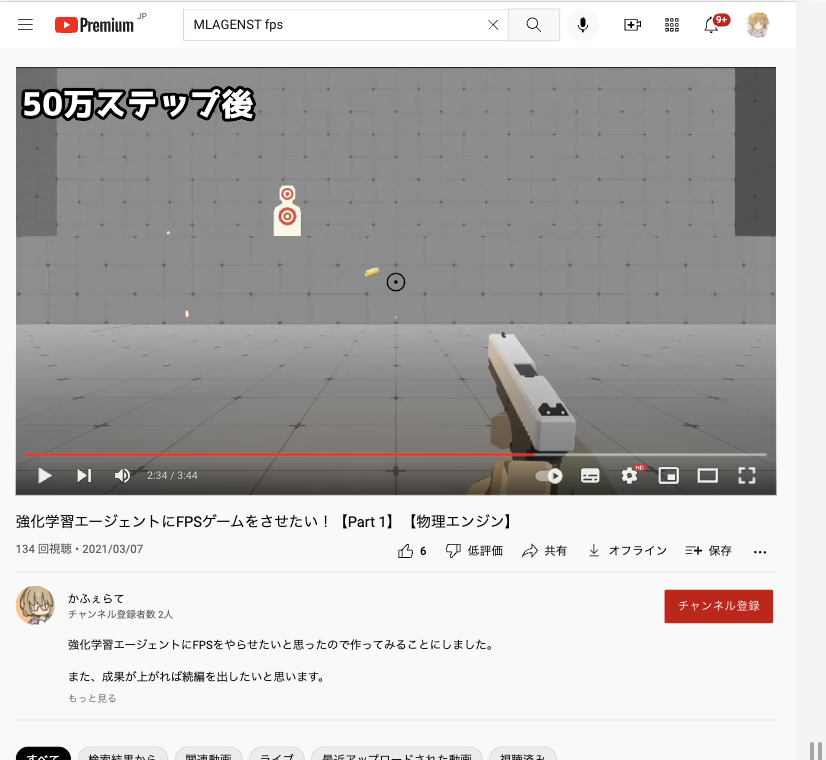 Premium JP
MLAGENST fps
9+
50万ステップ後
2:34 / 3:44
HD
強化学習エージェントにFPSゲームをさせたい！【Part 1】【物理エンジン】
134 回視聴・2021/03/07
6 低評価 共有 オフライン 保存
かふぇらて
チャンネル登録者数 2人
チャンネル登録
強化学習エージェントにFPSをやらせたいと思ったので作ってみることにしました。
また、成果が上がれば続編を出したいと思います。
もっと見る
すべて 検索結果から 関連動画 ライブ 最近アップロードされた動画 視聴済み